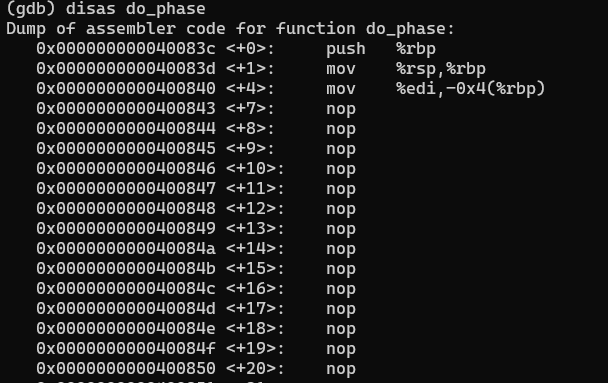 (gdb) disas do_phase
Dump of assembler code for function do_phase:
   0x000000000040083c <+0>:     push   %rbp
   0x000000000040083d <+1>:     mov    %rsp,%rbp
   0x0000000000400840 <+4>:     mov    %edi,-0x4(%rbp)
   0x0000000000400843 <+7>:     nop
   0x0000000000400844 <+8>:     nop
   0x0000000000400845 <+9>:     nop
   0x0000000000400846 <+10>:    nop
   0x0000000000400847 <+11>:    nop
   0x0000000000400848 <+12>:    nop
   0x0000000000400849 <+13>:    nop
   0x000000000040084a <+14>:    nop
   0x000000000040084b <+15>:    nop
   0x000000000040084c <+16>:    nop
   0x000000000040084d <+17>:    nop
   0x000000000040084e <+18>:    nop
   0x000000000040084f <+19>:    nop
   0x0000000000400850 <+20>:    nop